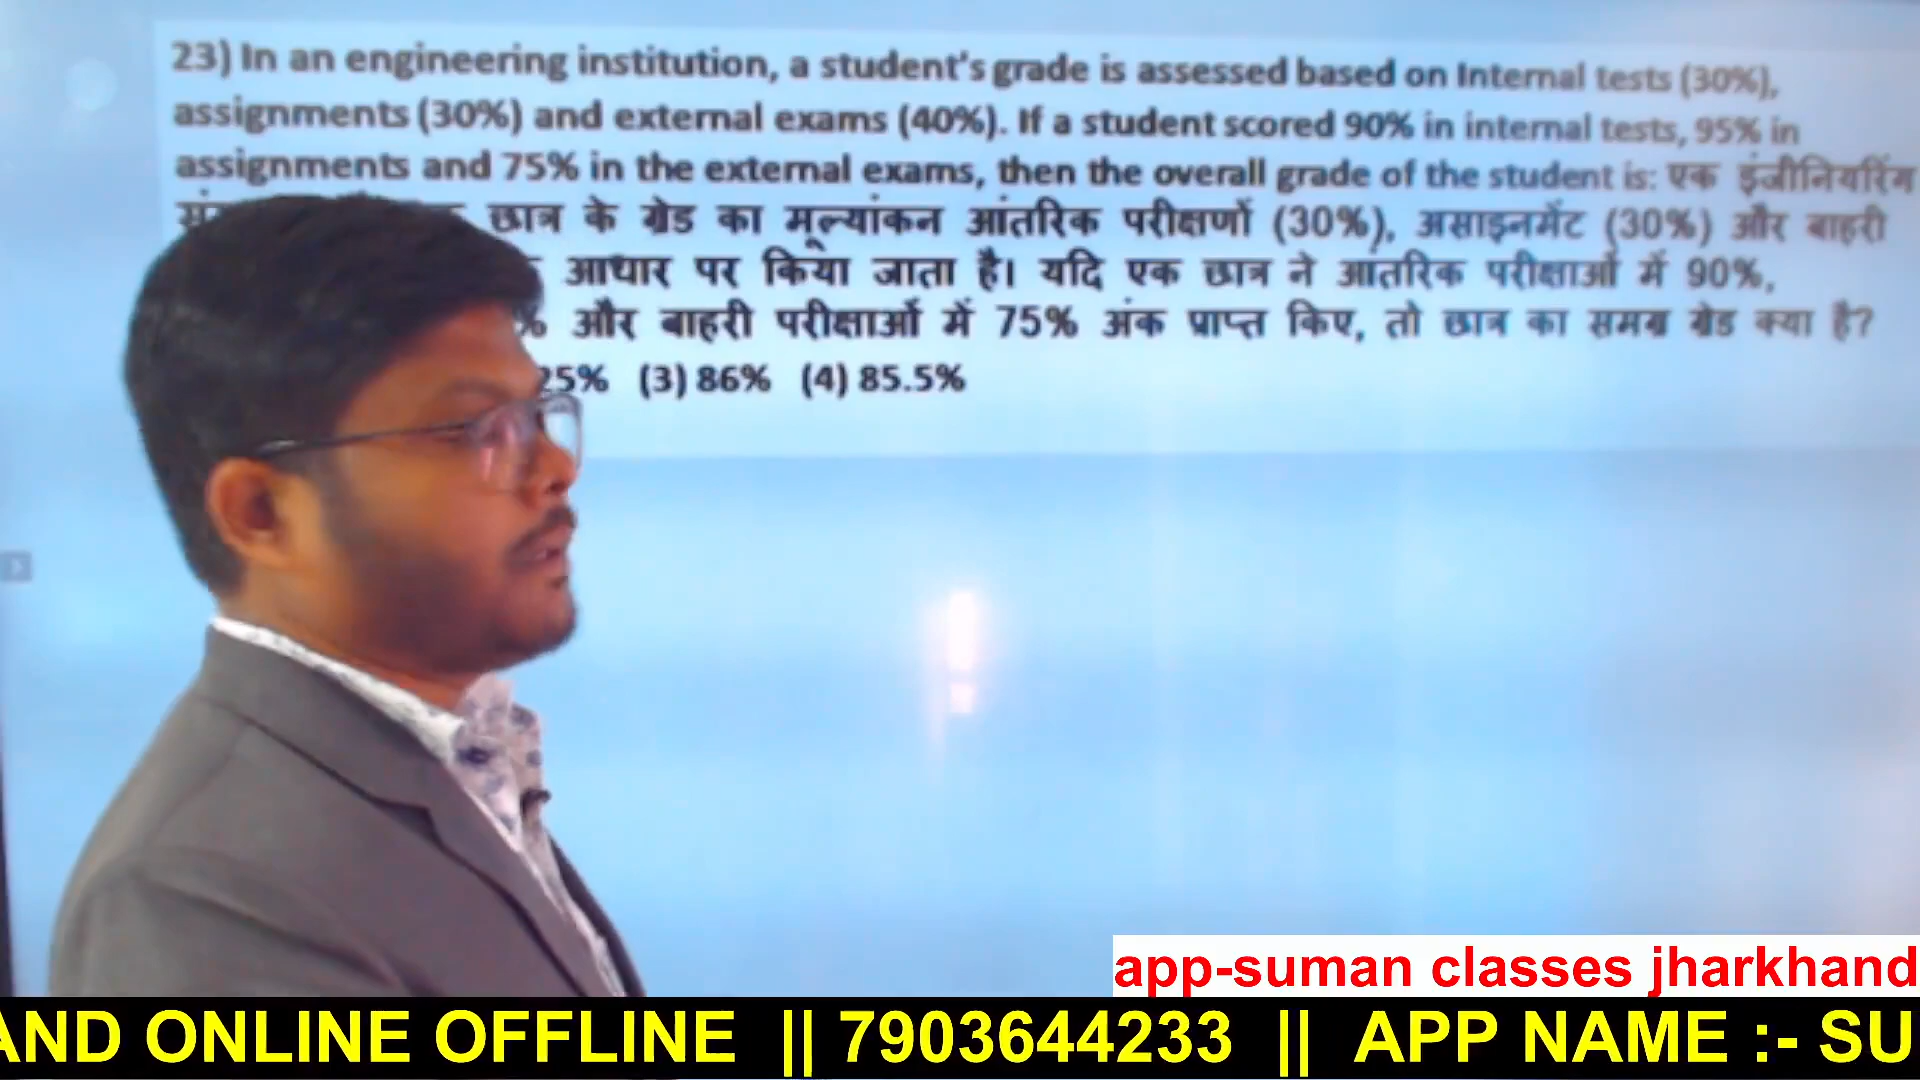 23) In an engineering institution, a student's grade is assessed based on Internal tests (30%),
assignments (30%) and external exams (40%). If a student scored 90% in internal tests, 95% in
assignments and 75% in the external exams, then the overall grade of the student is: एक इंजीनियरिंग
छात्र के ग्रेड का मूल्यांकन आंतरिक परीक्षणों (30%), असाइनमेंट (30%) और बाहरी
आधार पर किया जाता है। यदि एक छात्र ने आंतरिक परीक्षाओं में 90%,
% और बाहरी परीक्षाओं में 75% अंक प्राप्त किए, तो छात्र का समग्र ग्रेड क्या है?
25% (3) 86% (4) 85.5%
app-suman classes jharkhand
AND ONLINE OFFLINE || 7903644233 || APP NAME :- SU